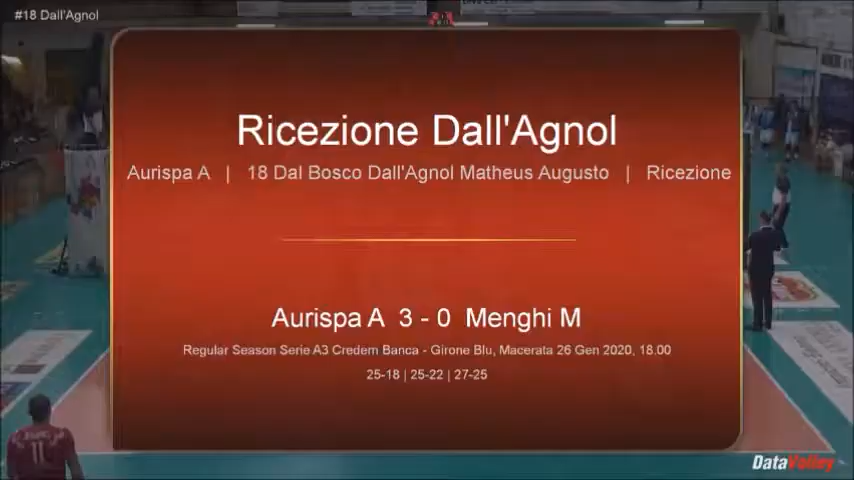 #18 Dall'Agnol
Ricezione Dall'Agnol
Aurispa A | 18 Dal Bosco Dall'Agnol Matheus Augusto | Ricezione
Aurispa A 3 - 0 Menghi M
Regular Season Serie A3 Credem Banca - Girone Blu, Macerata 26 Gen 2020, 18.00
25-18 | 25-22 | 27-25
11
DataVolley